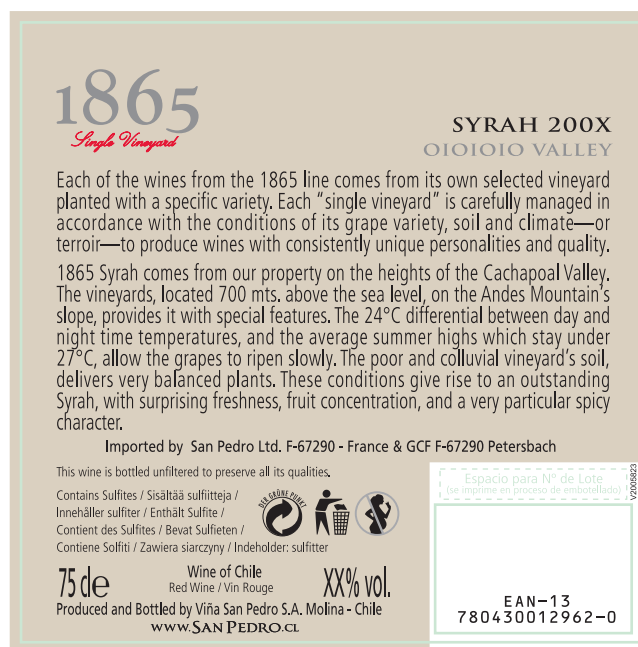 1865
Single Vineyard
SYRAH 200X
OIOIOIO VALLEY
Each of the wines from the 1865 line comes from its own selected vineyard
planted with a specific variety. Each “single vineyard” is carefully managed in
accordance with the conditions of its grape variety, soil and climate—or
terroir—to produce wines with consistently unique personalities and quality.
1865 Syrah comes from our property on the heights of the Cachapoal Valley.
The vineyards, located 700 mts. above the sea level, on the Andes Mountain’s
slope, provides it with special features. The 24°C differential between day and
night time temperatures, and the average summer highs which stay under
27°C, allow the grapes to ripen slowly. The poor and colluvial vineyard’s soil,
delivers very balanced plants. These conditions give rise to an outstanding
Syrah, with surprising freshness, fruit concentration, and a very particular spicy
character.
Imported by San Pedro Ltd. F-67290 - France & GCF F-67290 Petersbach
This wine is bottled unfiltered to preserve all its qualities.
Contains Sulfites / Sisältää sulfiitteja /
Innehåller sulfiter / Enthält Sulfite /
Contient des Sulfites / Bevat Sulfieten /
Contiene Solfiti / Zawiera siarczyny / Indeholder: sulfitter
DER GRÜNE PUNKT
75 cl e
Wine of Chile
Red Wine / Vin Rouge
XX% vol.
Produced and Bottled by Viña San Pedro S.A. Molina - Chile
WWW.SAN PEDRO.CL
Espacio para Nº de Lote
(se imprime en proceso de embotellado)
V2005823
EAN-13
780430012962-0